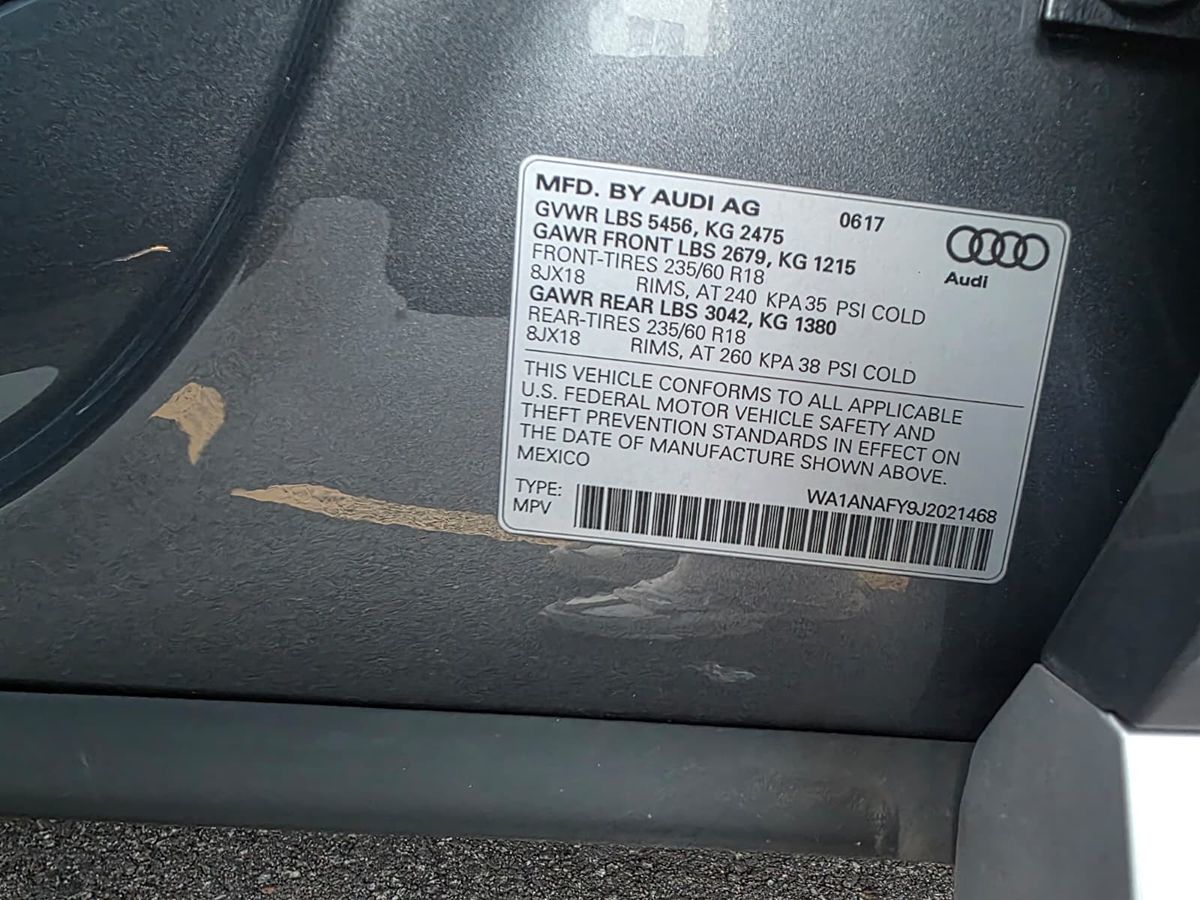 MFD. BY AUDI AG 0617
GVWR LBS 5456, KG 2475
GAWR FRONT LBS 2679, KG 1215
FRONT-TIRES 235/60 R18
8JX18 RIMS, AT 240 KPA 35 PSI COLD
GAWR REAR LBS 3042, KG 1380
REAR-TIRES 235/60 R18
8JX18 RIMS, AT 260 KPA 38 PSI COLD
Audi
THIS VEHICLE CONFORMS TO ALL APPLICABLE
U.S. FEDERAL MOTOR VEHICLE SAFETY AND
THEFT PREVENTION STANDARDS IN EFFECT ON
THE DATE OF MANUFACTURE SHOWN ABOVE.
MEXICO
WA1ANAFY9J2021468
TYPE:
MPV